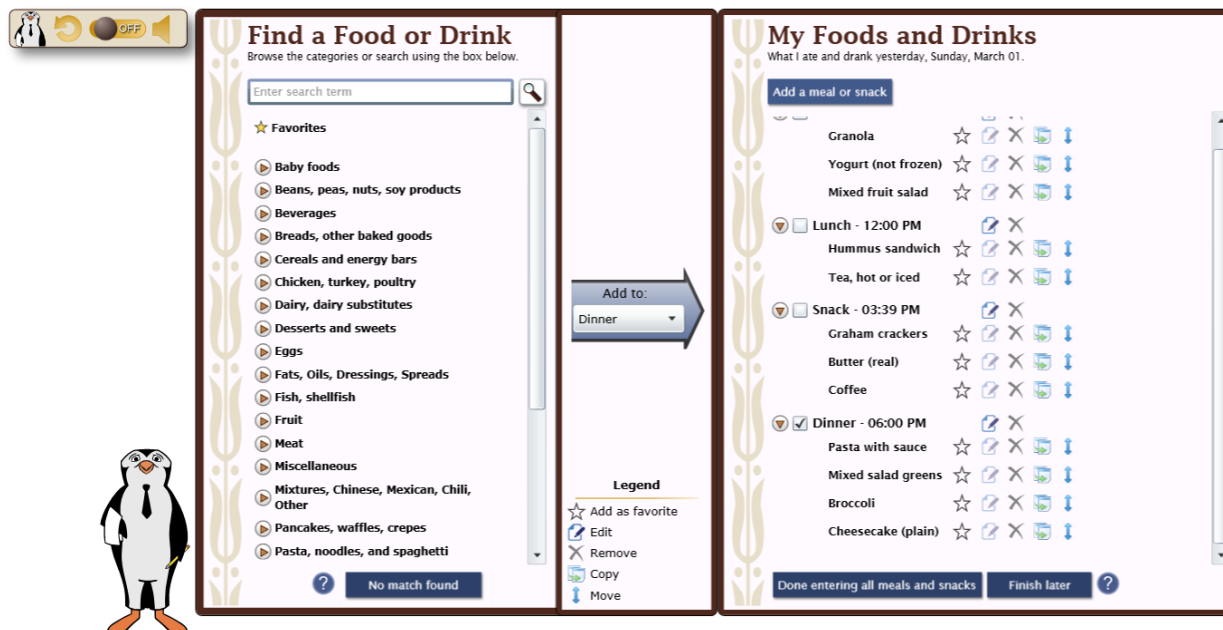 OFF
Find a Food or Drink
Browse the categories or search using the box below.
Enter search term
Favorites
Baby foods
Beans, peas, nuts, soy products
Beverages
Breads, other baked goods
Cereals and energy bars
Chicken, turkey, poultry
Dairy, dairy substitutes
Desserts and sweets
Eggs
Fats, Oils, Dressings, Spreads
Fish, shellfish
Fruit
Meat
Miscellaneous
Mixtures, Chinese, Mexican, Chili,
Other
Pancakes, waffles, crepes
Pasta, noodles, and spaghetti
?
No match found
Add to:
Dinner
Legend
Add as favorite
Edit
Remove
Copy
Move
My Foods and Drinks
What I ate and drank yesterday, Sunday, March 01.
Add a meal or snack
Granola
Yogurt (not frozen)
Mixed fruit salad
Lunch - 12:00 PM
Hummus sandwich
Tea, hot or iced
Snack - 03:39 PM
Graham crackers
Butter (real)
Coffee
Dinner - 06:00 PM
Pasta with sauce
Mixed salad greens
Broccoli
Cheesecake (plain)
Done entering all meals and snacks
Finish later
?